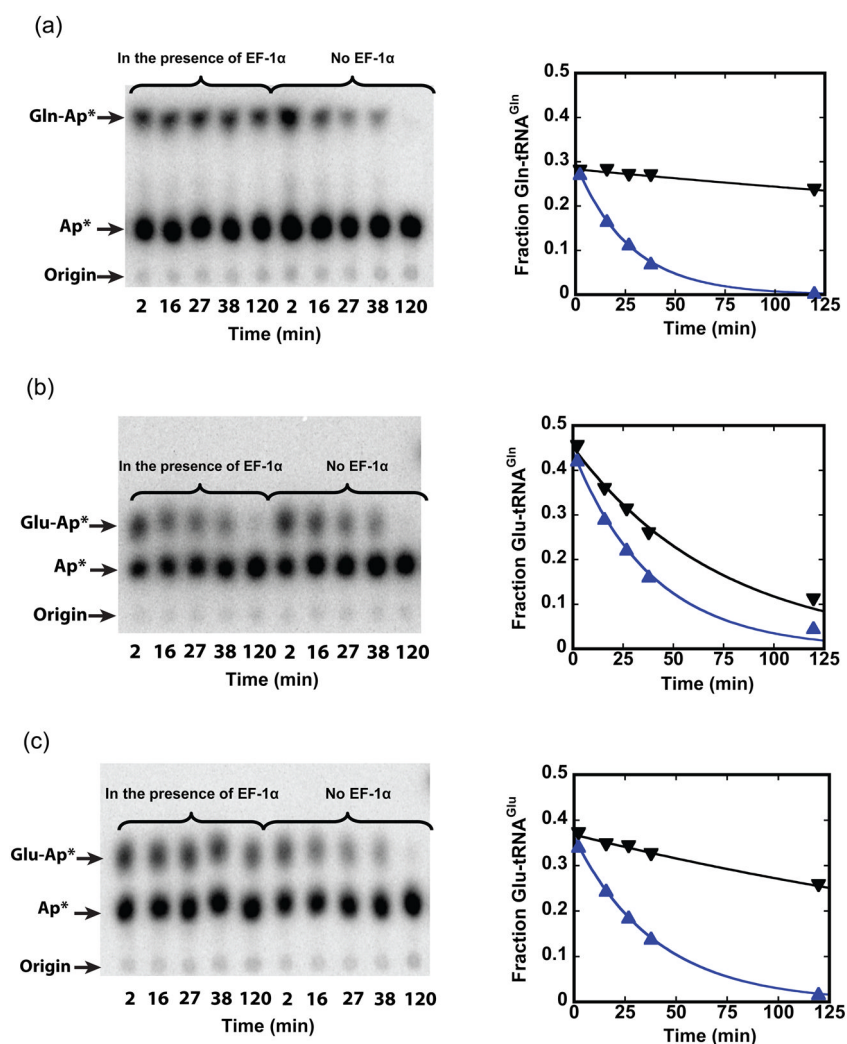 (a)
In the presence of EF-1α No EF-1α
Gln-Ap*
Ap*
Origin
2 16 27 38 120 2 16 27 38 120
Time (min)
Fraction Gln-tRNA^Gln
0.5
0.4
0.3
0.2
0.1
0
0 25 50 75 100 125
Time (min)
(b)
In the presence of EF-1α No EF-1α
Glu-Ap*
Ap*
Origin
2 16 27 38 120 2 16 27 38 120
Time (min)
Fraction Glu-tRNA^Gln
0.5
0.4
0.3
0.2
0.1
0
0 25 50 75 100 125
Time (min)
(c)
In the presence of EF-1α No EF-1α
Glu-Ap*
Ap*
Origin
2 16 27 38 120 2 16 27 38 120
Time (min)
Fraction Glu-tRNA^Glu
0.5
0.4
0.3
0.2
0.1
0
0 25 50 75 100 125
Time (min)